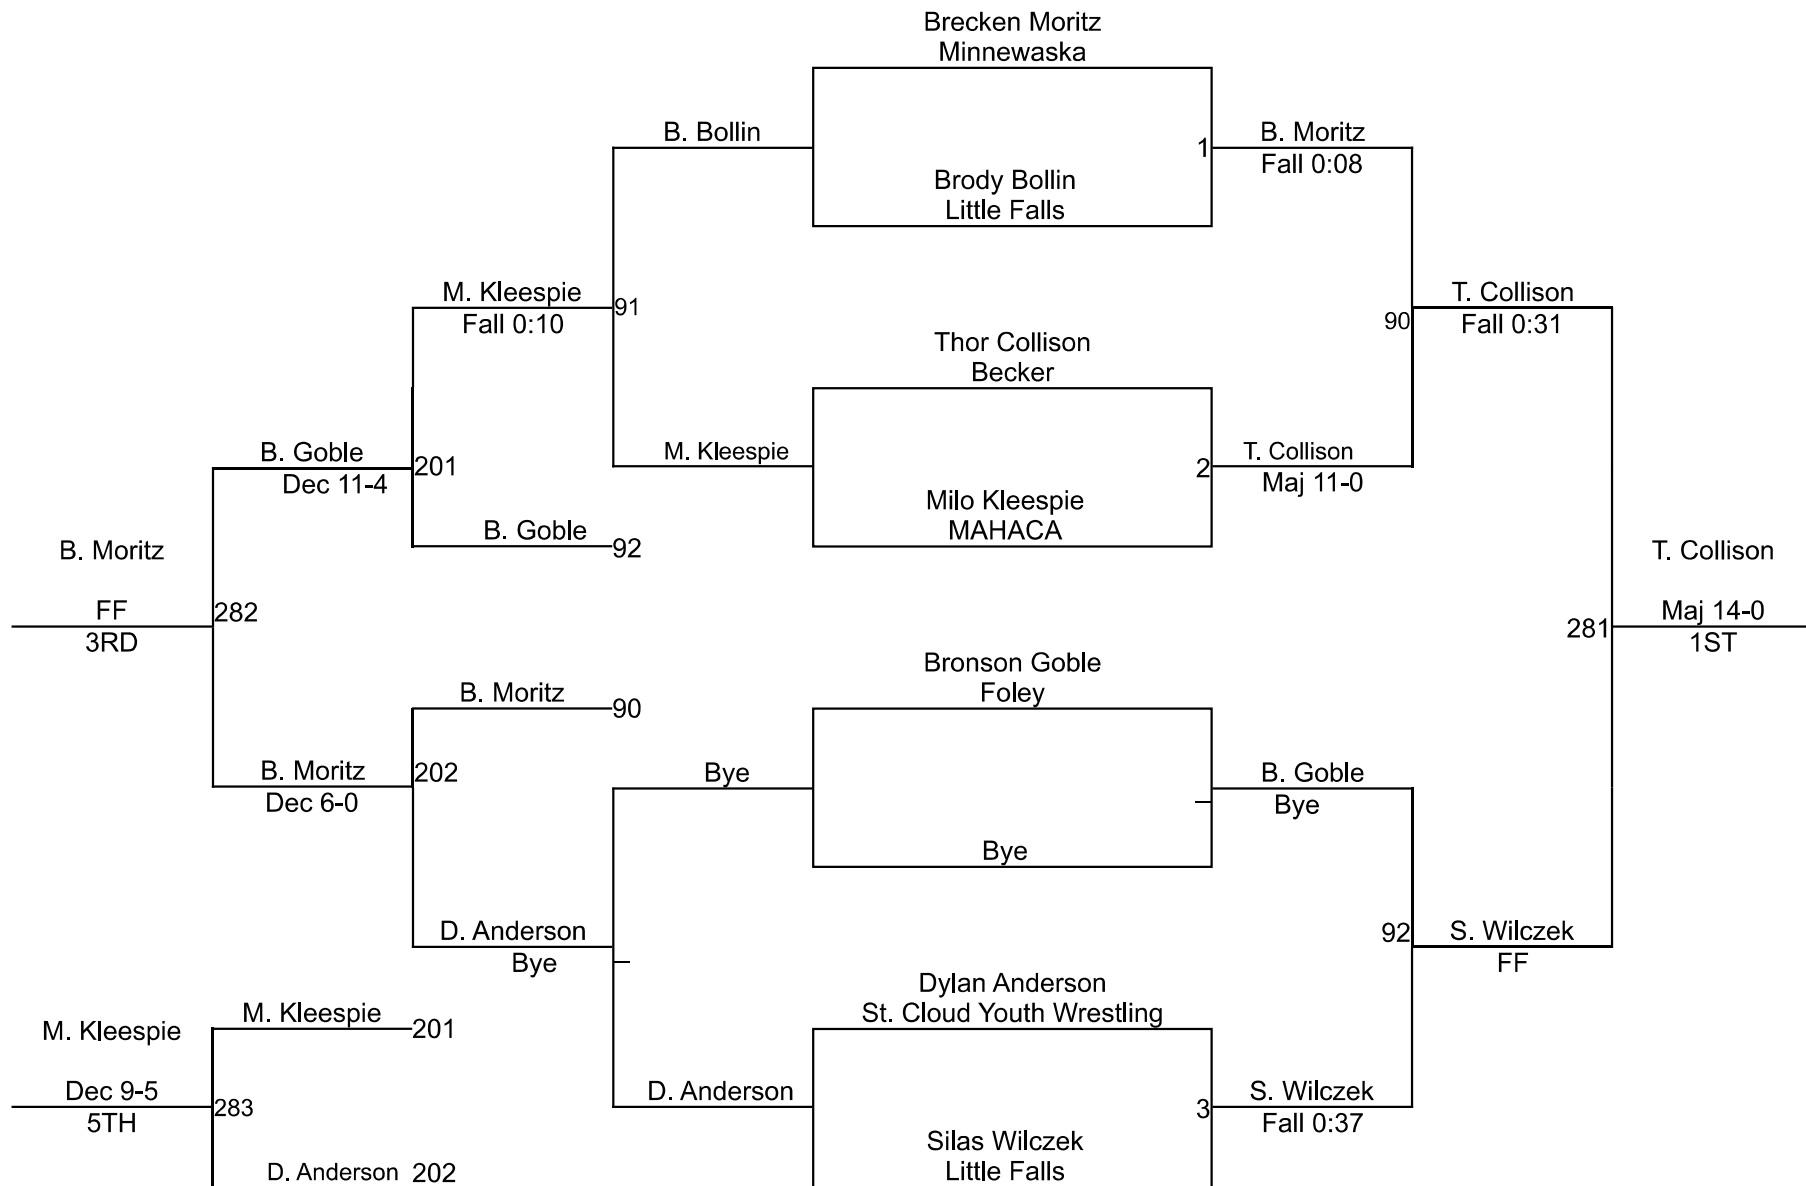 Brecken Moritz
Minnewaska
B. Bollin
1
B. Moritz
Fall 0:08
Brody Bollin
Little Falls
M. Kleespie
Fall 0:10
91
90
T. Collison
Fall 0:31
Thor Collison
Becker
B. Goble
Dec 11-4
201
M. Kleespie
2
T. Collison
Maj 11-0
Milo Kleespie
MAHACA
B. Goble
92
B. Moritz
FF
3RD
282
T. Collison
Maj 14-0
1ST
281
Bronson Goble
Foley
B. Moritz
90
B. Moritz
Dec 6-0
202
Bye
B. Goble
Bye
Bye
D. Anderson
Bye
92
S. Wilczek
FF
Dylan Anderson
St. Cloud Youth Wrestling
M. Kleespie
201
M. Kleespie
Dec 9-5
5TH
283
D. Anderson
3
S. Wilczek
Fall 0:37
Silas Wilczek
Little Falls
D. Anderson 202